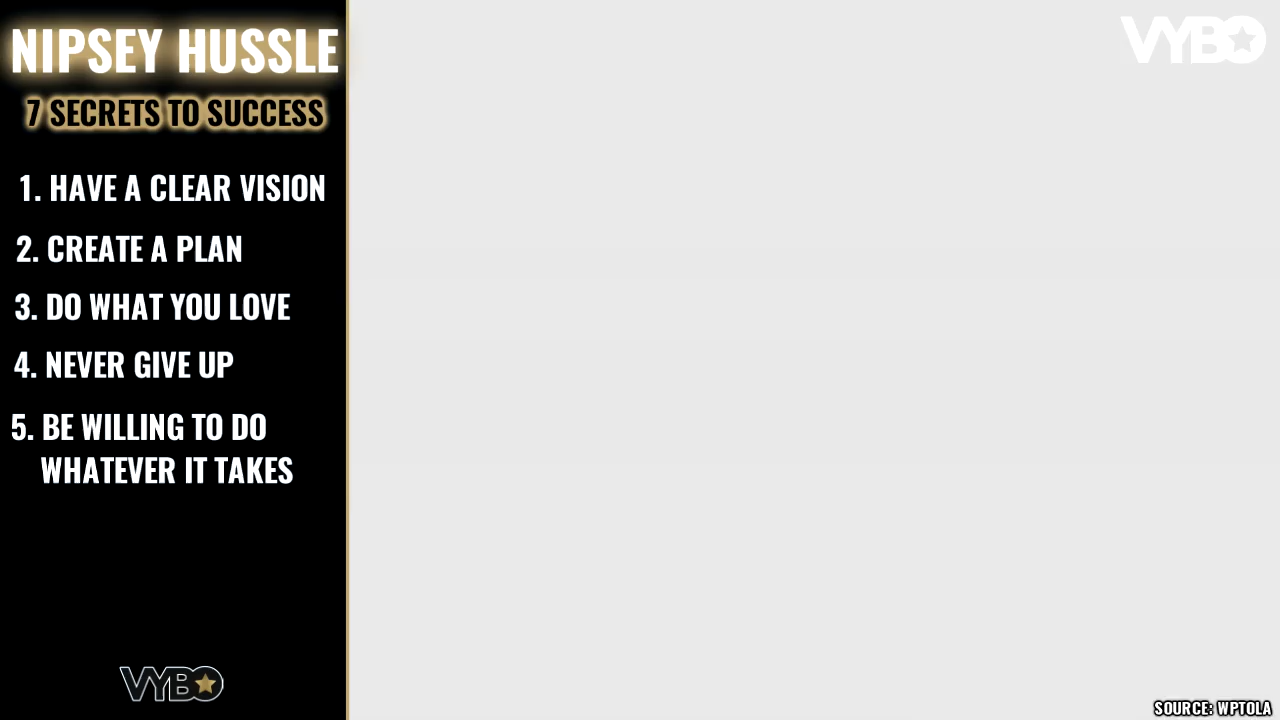 NIPSEY HUSSLE
7 SECRETS TO SUCCESS
1. HAVE A CLEAR VISION
2. CREATE A PLAN
3. DO WHAT YOU LOVE
4. NEVER GIVE UP
5. BE WILLING TO DO
WHATEVER IT TAKES
VYBO
VYBO
SOURCE: WPTOLA